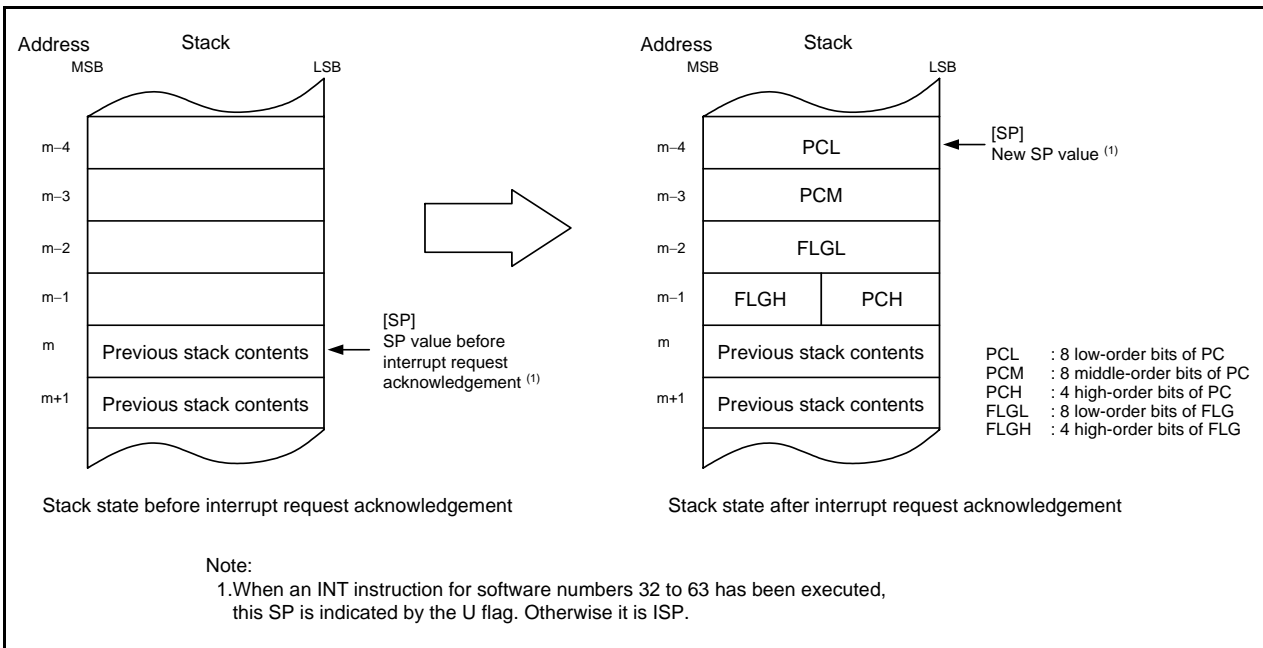 Address Stack
MSB LSB
m−4
m−3
m−2
m−1
m Previous stack contents
m+1 Previous stack contents
[SP]
SP value before
interrupt request
acknowledgement (1)
Stack state before interrupt request acknowledgement
Address Stack
MSB LSB
m−4 PCL
m−3 PCM
m−2 FLGL
m−1 FLGH PCH
m Previous stack contents
m+1 Previous stack contents
[SP]
New SP value (1)
PCL : 8 low-order bits of PC
PCM : 8 middle-order bits of PC
PCH : 4 high-order bits of PC
FLGL : 8 low-order bits of FLG
FLGH : 4 high-order bits of FLG
Stack state after interrupt request acknowledgement
Note:
1.When an INT instruction for software numbers 32 to 63 has been executed,
this SP is indicated by the U flag. Otherwise it is ISP.